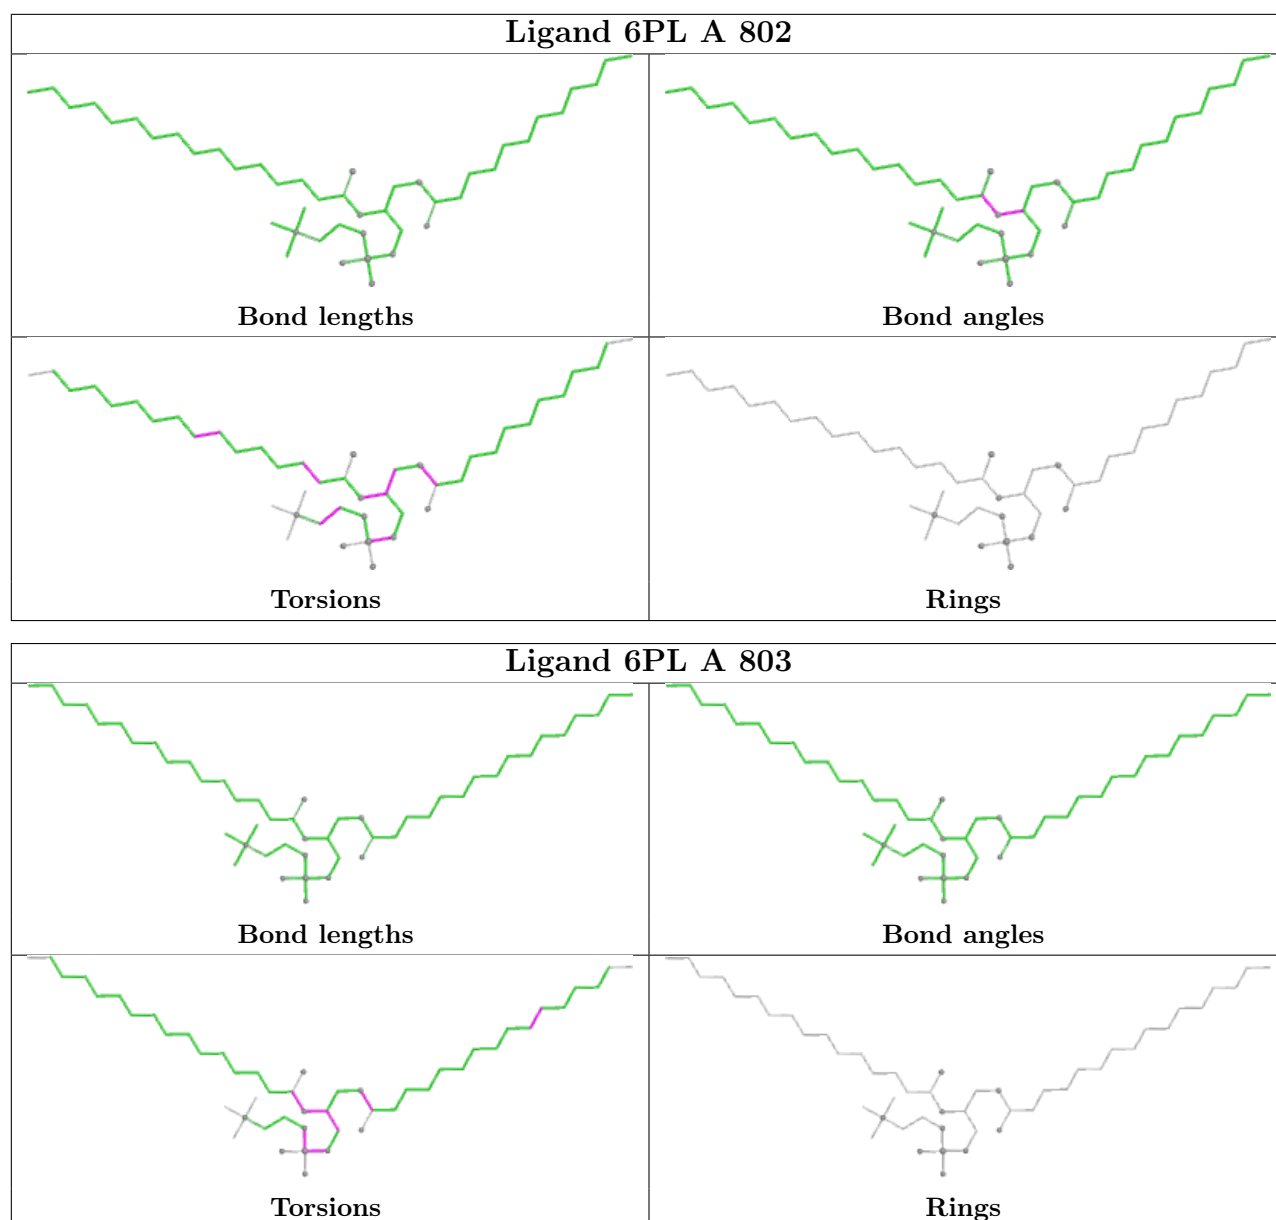 Ligand 6PL A 802
Bond lengths
Bond angles
Torsions
Rings
Ligand 6PL A 803
Bond lengths
Bond angles
Torsions
Rings